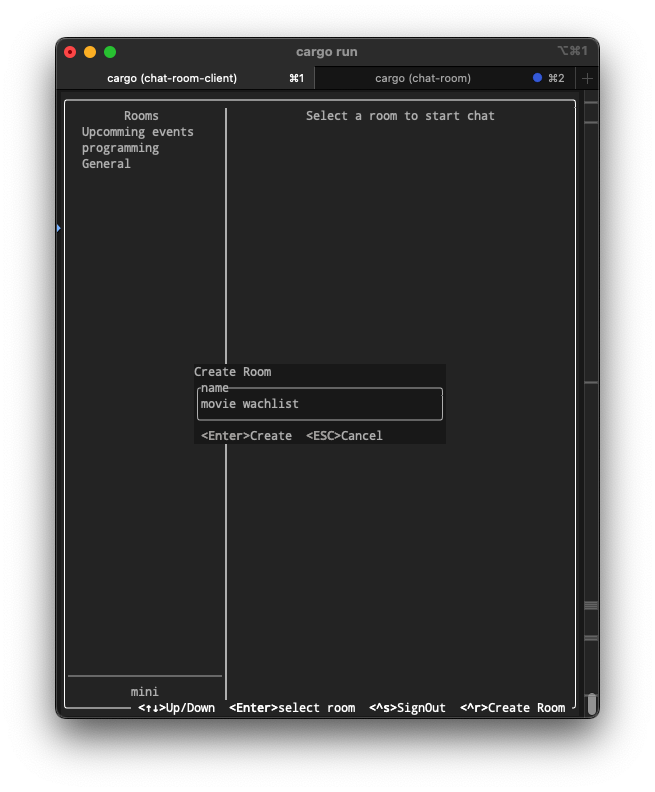 cargo run
⌥⌘1
cargo (chat-room-client) ⌘1
cargo (chat-room) ⌘2
Rooms
Upcomming events
programming
General
Select a room to start chat
Create Room
name
movie wachlist
<Enter>Create <ESC>Cancel
mini
<↑↓>Up/Down <Enter>select room <^s>SignOut <^r>Create Room